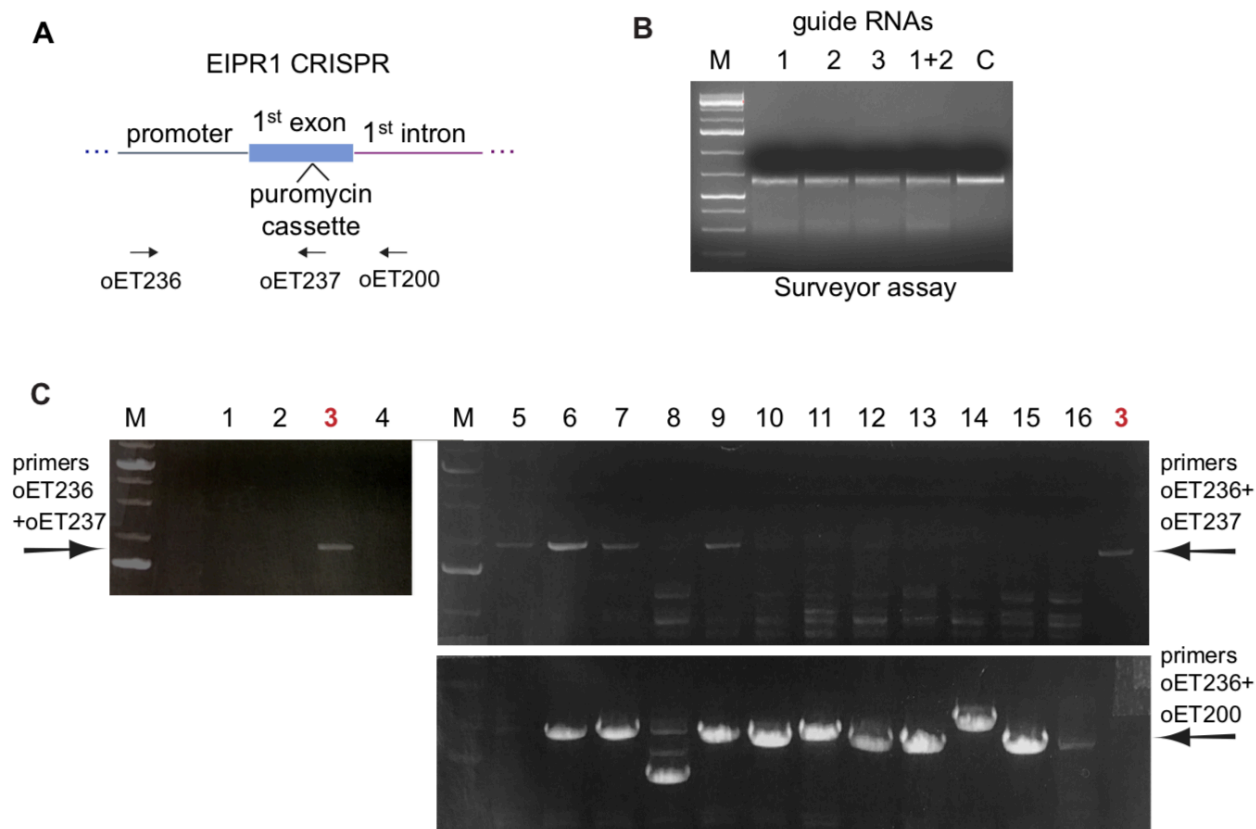 A
EIPR1 CRISPR
promoter 1st exon 1st intron
... ...
puromycin
cassette
oET236 oET237 oET200
B
guide RNAs
M 1 2 3 1+2 C
Surveyor assay
C
M 1 2 3 4 M 5 6 7 8 9 10 11 12 13 14 15 16 3
primers
oET236
+oET237
primers
oET236+
oET237
primers
oET236+
oET200